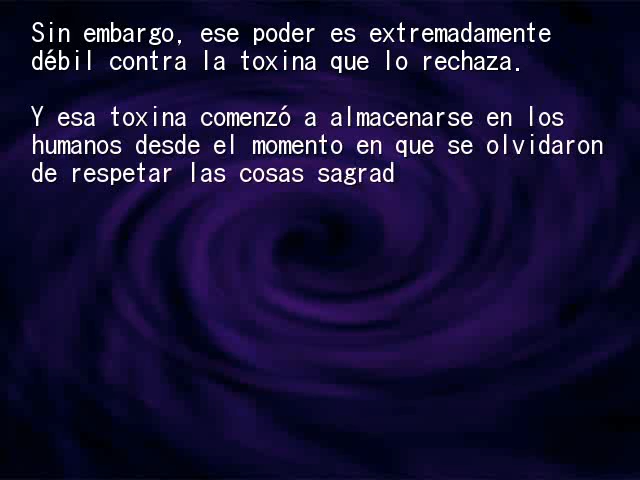 Sin embargo, ese poder es extremadamente
débil contra la toxina que lo rechaza.
Y esa toxina comenzó a almacenarse en los
humanos desde el momento en que se olvidaron
de respetar las cosas sagrad